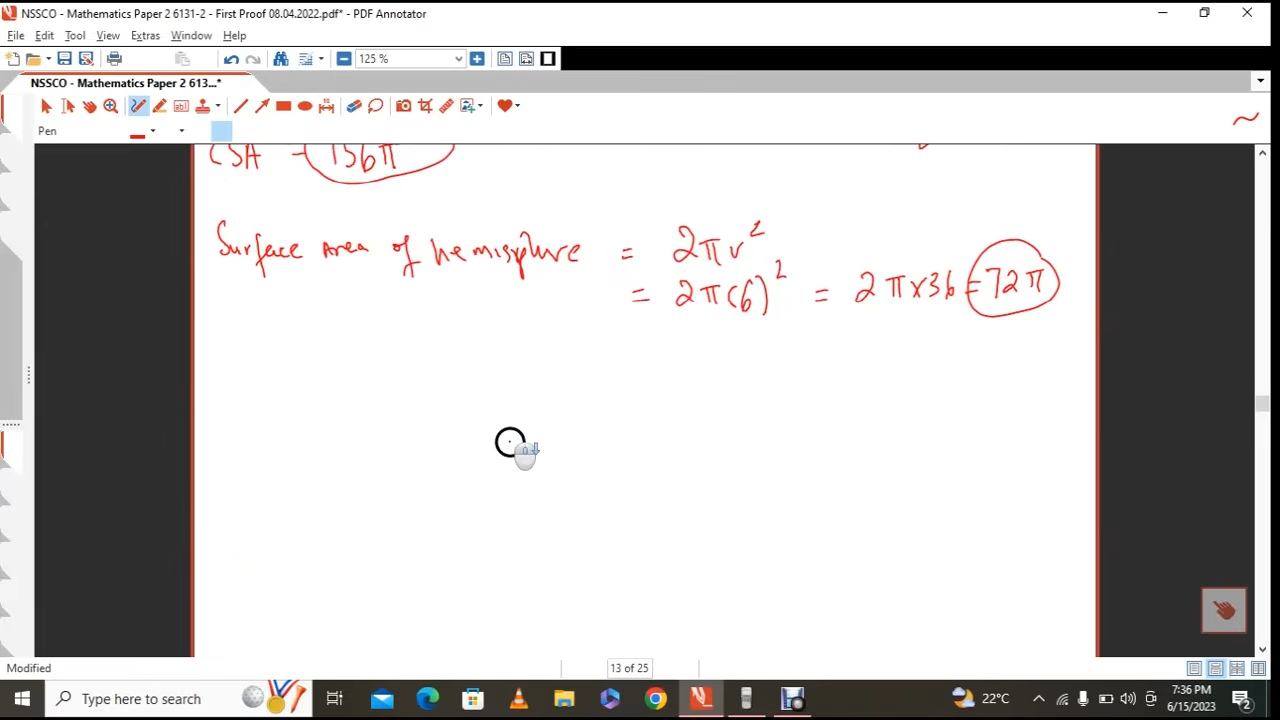 NSSCO - Mathematics Paper 2 6131-2 - First Proof 08.04.2022.pdf* - PDF Annotator
File Edit Tool View Extras Window Help
125 %
NSSCO - Mathematics Paper 2 613...*
Pen
CSA = 156π
Surface Area of hemisphere = 2πr²
= 2π(6)² = 2π×36 = 72π
Modified
13 of 25
Type here to search
22°C
7:36 PM
6/15/2023
2